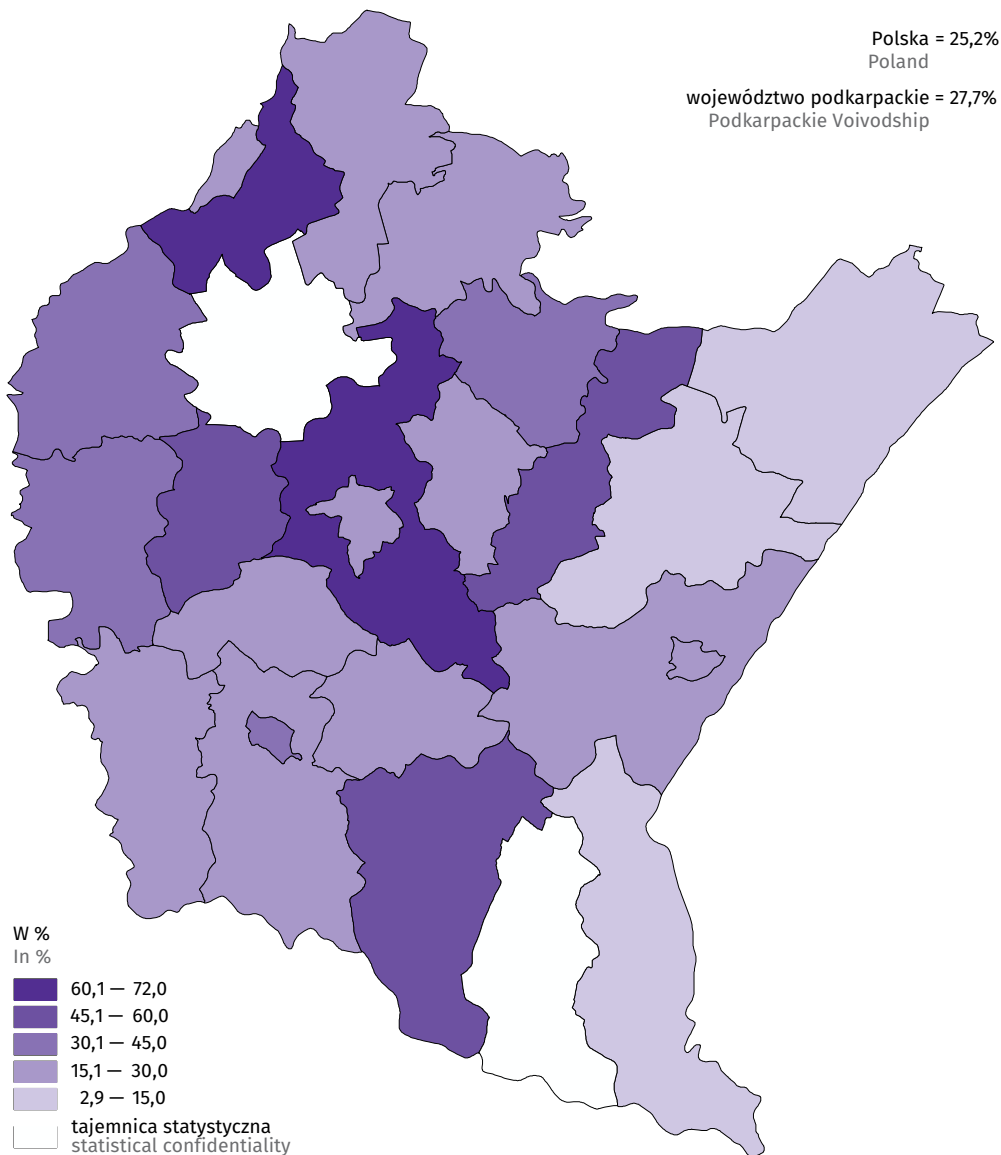 Polska = 25,2%
Poland
województwo podkarpackie = 27,7%
Podkarpackie Voivodship
W %
In %
60,1 — 72,0
45,1 — 60,0
30,1 — 45,0
15,1 — 30,0
2,9 — 15,0
tajemnica statystyczna
statistical confidentiality